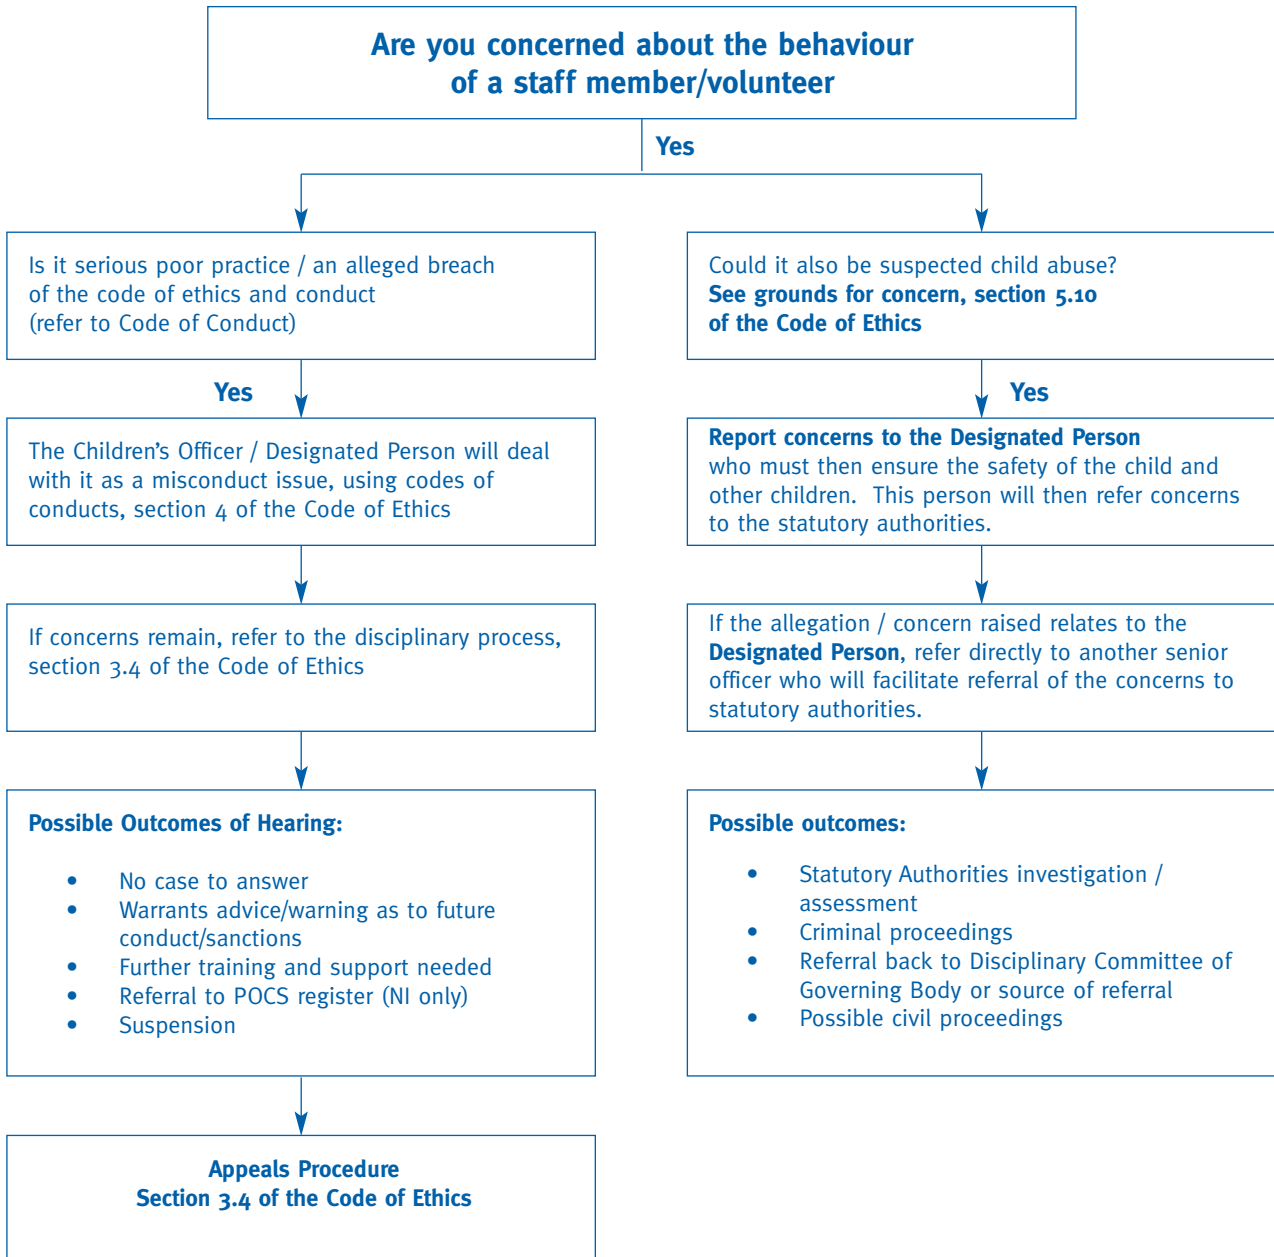 Are you concerned about the behaviour
of a staff member/volunteer
Yes
Is it serious poor practice / an alleged breach
of the code of ethics and conduct
(refer to Code of Conduct)
Yes
The Children’s Officer / Designated Person will deal
with it as a misconduct issue, using codes of
conducts, section 4 of the Code of Ethics
If concerns remain, refer to the disciplinary process,
section 3.4 of the Code of Ethics
Possible Outcomes of Hearing:
• No case to answer
• Warrants advice/warning as to future
conduct/sanctions
• Further training and support needed
• Referral to POCS register (NI only)
• Suspension
Appeals Procedure
Section 3.4 of the Code of Ethics
Could it also be suspected child abuse?
See grounds for concern, section 5.10
of the Code of Ethics
Yes
Report concerns to the Designated Person
who must then ensure the safety of the child and
other children. This person will then refer concerns
to the statutory authorities.
If the allegation / concern raised relates to the
Designated Person, refer directly to another senior
officer who will facilitate referral of the concerns to
statutory authorities.
Possible outcomes:
• Statutory Authorities investigation /
assessment
• Criminal proceedings
• Referral back to Disciplinary Committee of
Governing Body or source of referral
• Possible civil proceedings